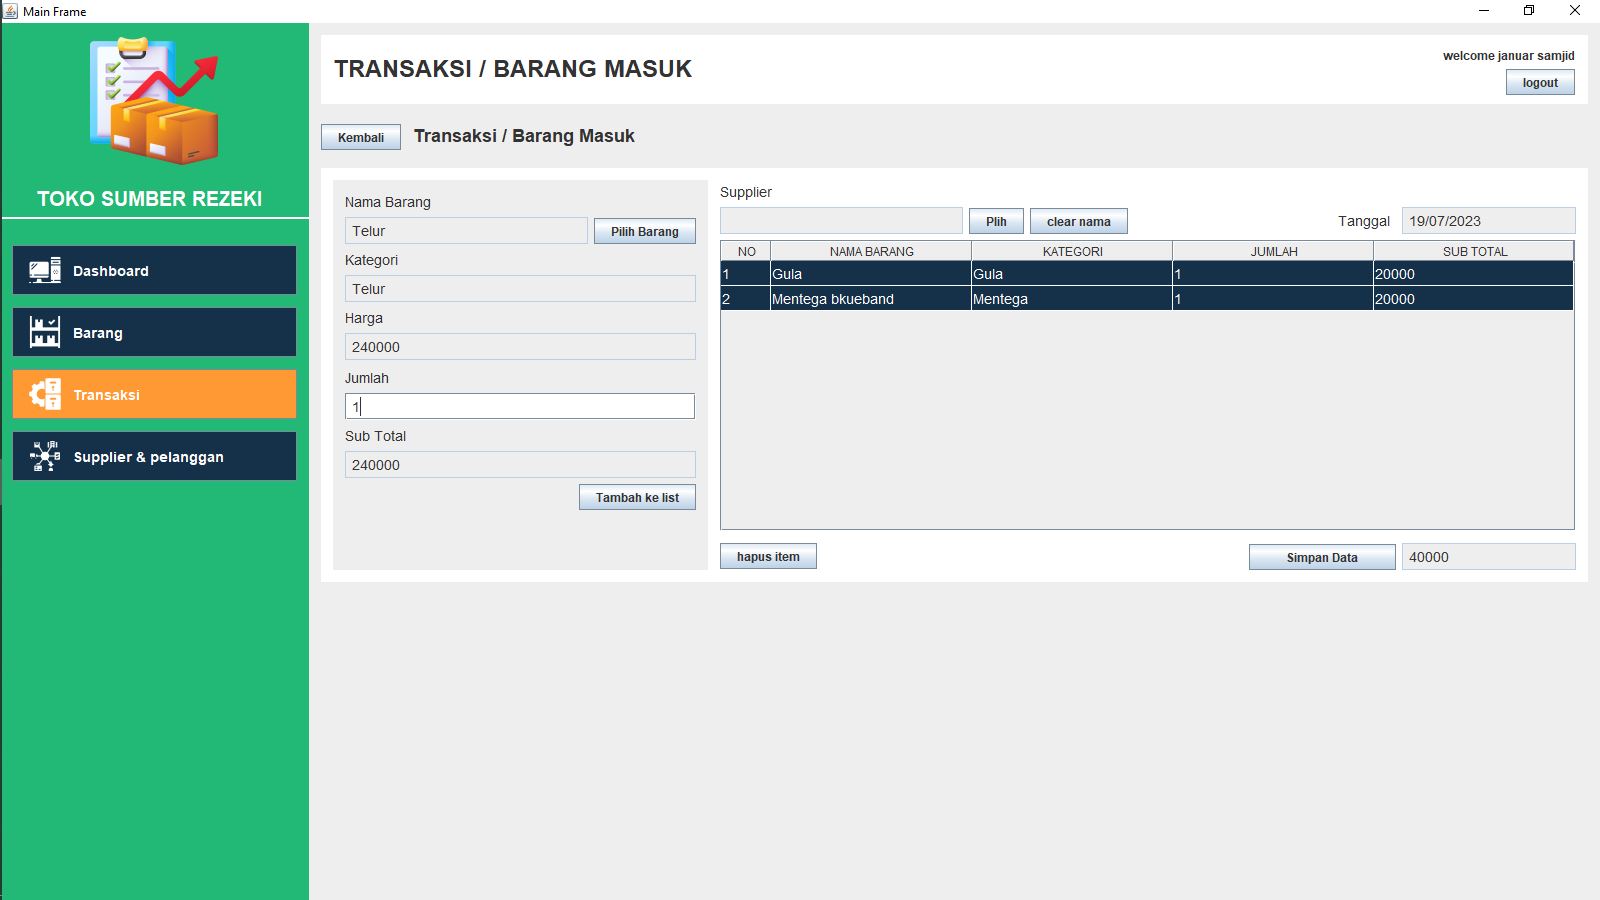 Main Frame
TOKO SUMBER REZEKI
Dashboard
Barang
Transaksi
Supplier & pelanggan
TRANSAKSI / BARANG MASUK
welcome januar samjid
logout
Kembali
Transaksi / Barang Masuk
Nama Barang
Telur
Pilih Barang
Kategori
Telur
Harga
240000
Jumlah
1
Sub Total
240000
Tambah ke list
Supplier
Plih
clear nama
Tanggal
19/07/2023
NO NAMA BARANG KATEGORI JUMLAH SUB TOTAL
1 Gula Gula 1 20000
2 Mentega bkueband Mentega 1 20000
hapus item
Simpan Data
40000